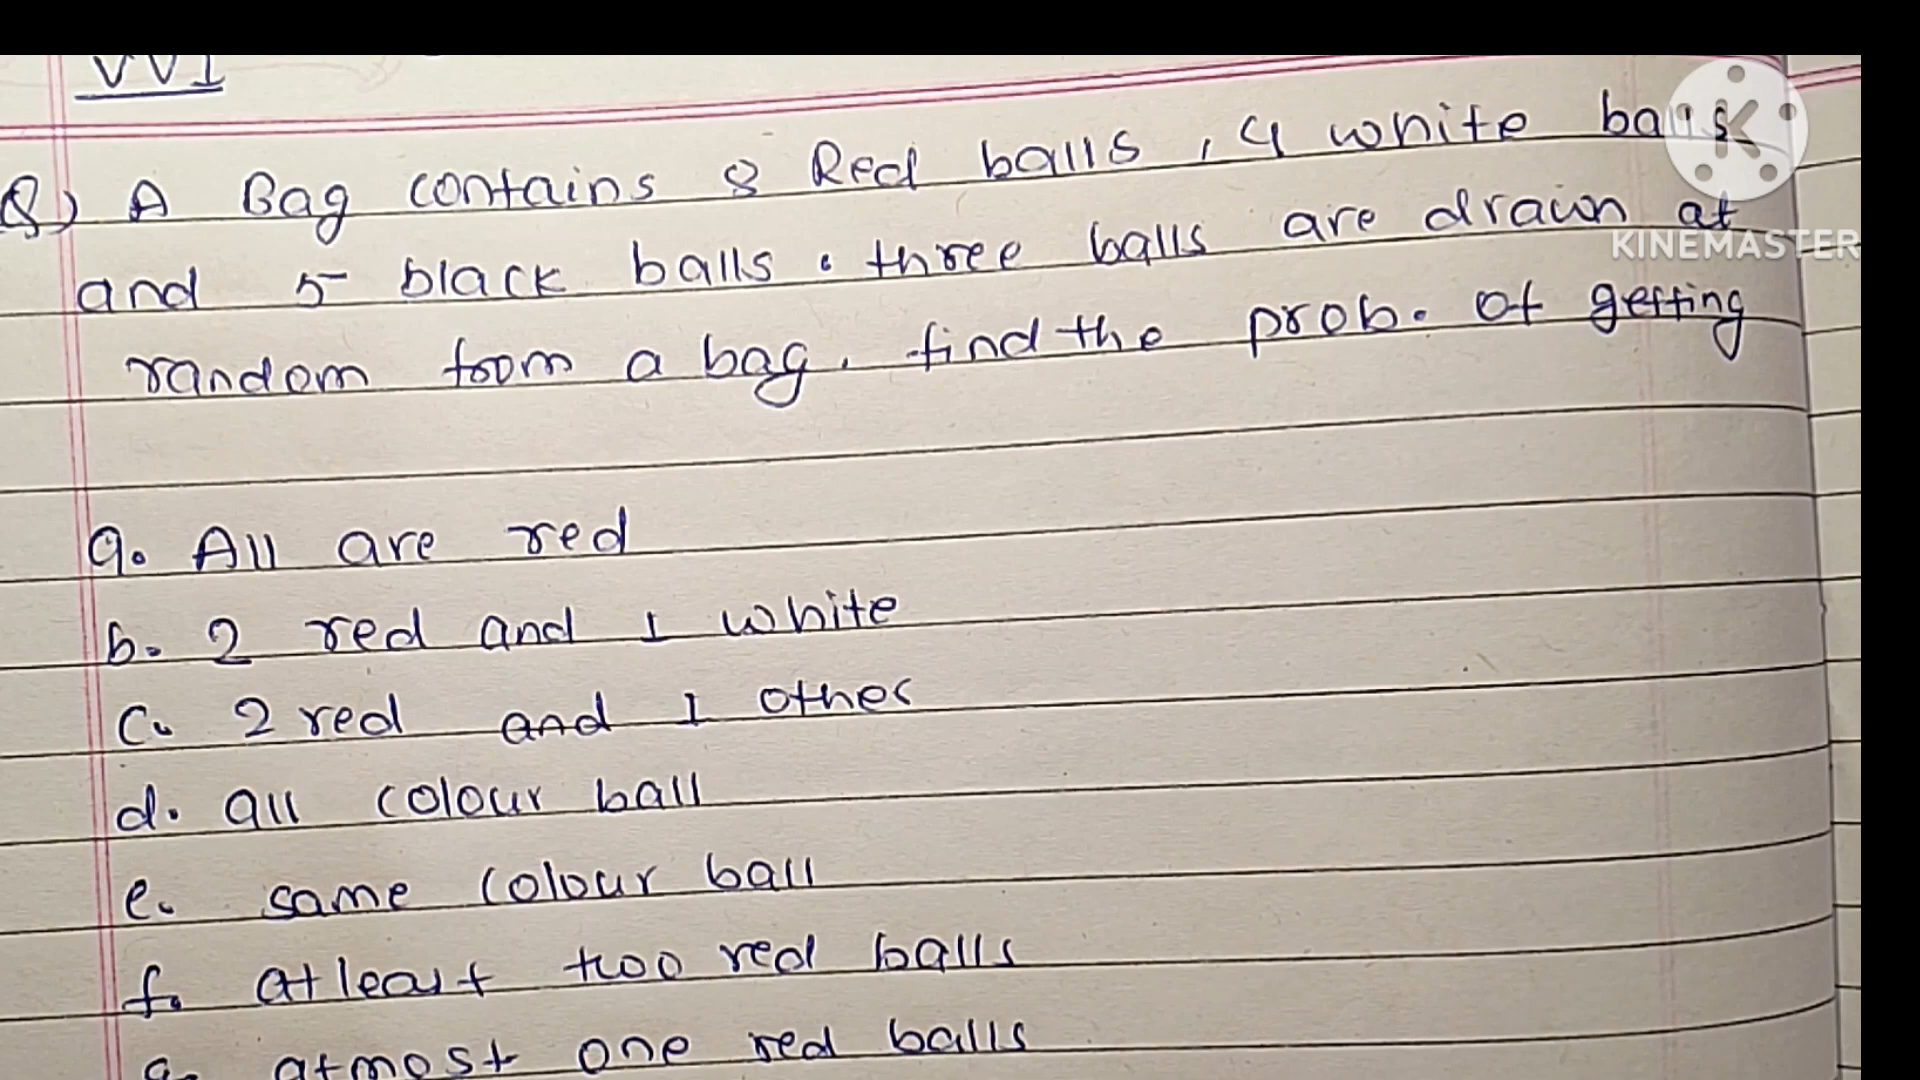 VVI
Q) A Bag contains 8 Red balls, 4 white balls
and 5 black balls. three balls are drawn at
KINEMASTER
random from a bag. find the prob. of getting
a. All are red
b. 2 red and 1 white
c. 2 red and 1 other
d. all colour ball
e. same colour ball
f. atleast two red balls
g. atmost one red balls